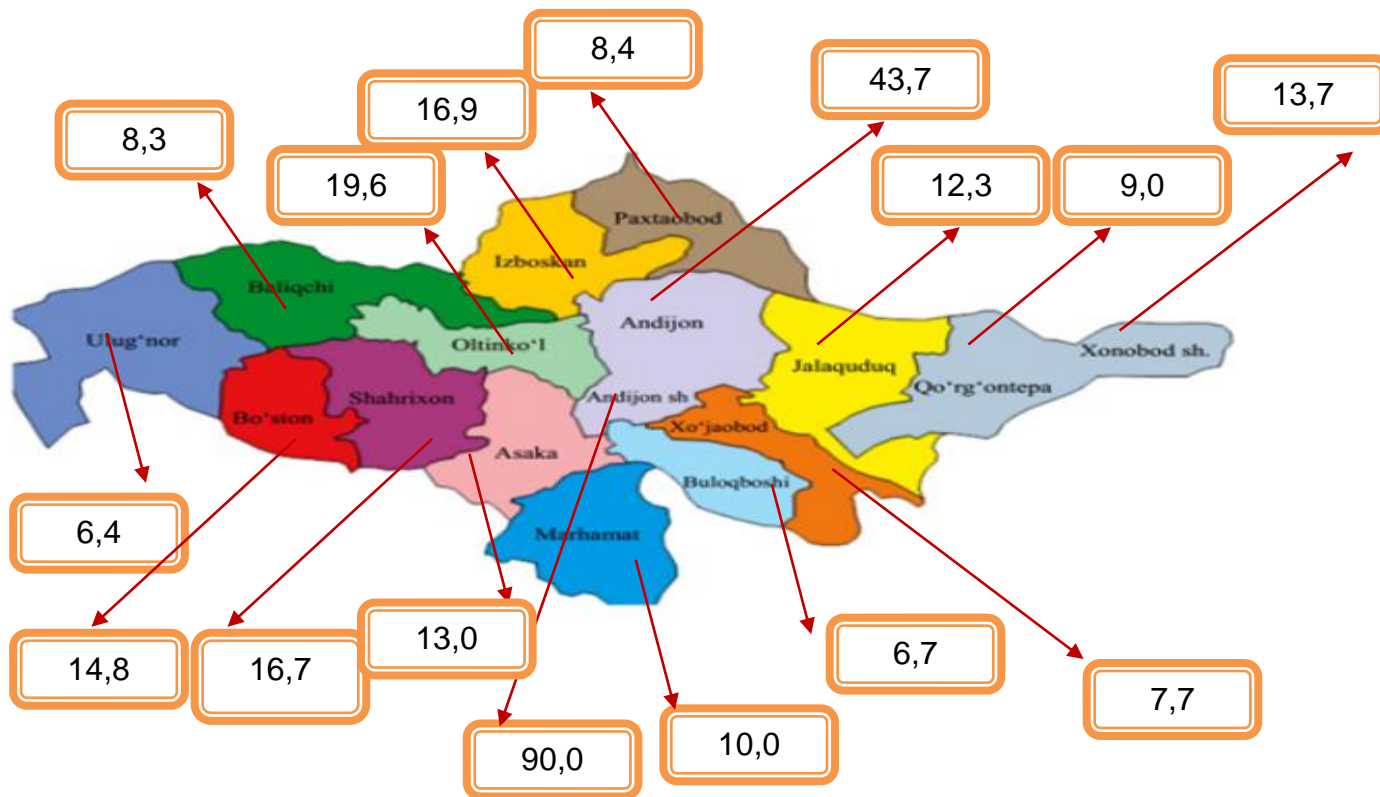 8,4
43,7
13,7
16,9
8,3
19,6
12,3
9,0
Paxtaobod
Izboskan
Baliqchi
Andijon
Ulug‘nor
Oltinko‘l
Xonobod sh.
Jalaquduq
Qo‘rg‘ontepa
Shahrixon
Andijon sh
Bo‘ston
Xo‘jaobod
Asaka
Buloqboshi
Marhamat
6,4
13,0
6,7
14,8
16,7
7,7
90,0
10,0